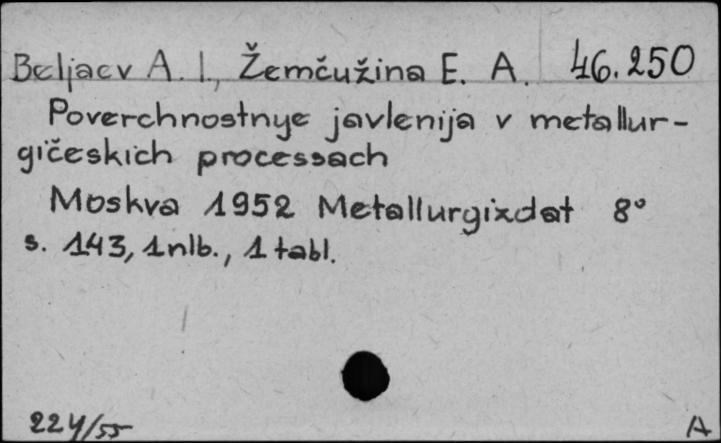 Beljaev A. I., Žemčužina E. A. 46.250
Poverchnostnye javlenija v metallur-
gičeskich processach
Moskva 1952 Metallurgixdat 8°
s. 143, 1 nlb., 1 tabl.
224/55 A